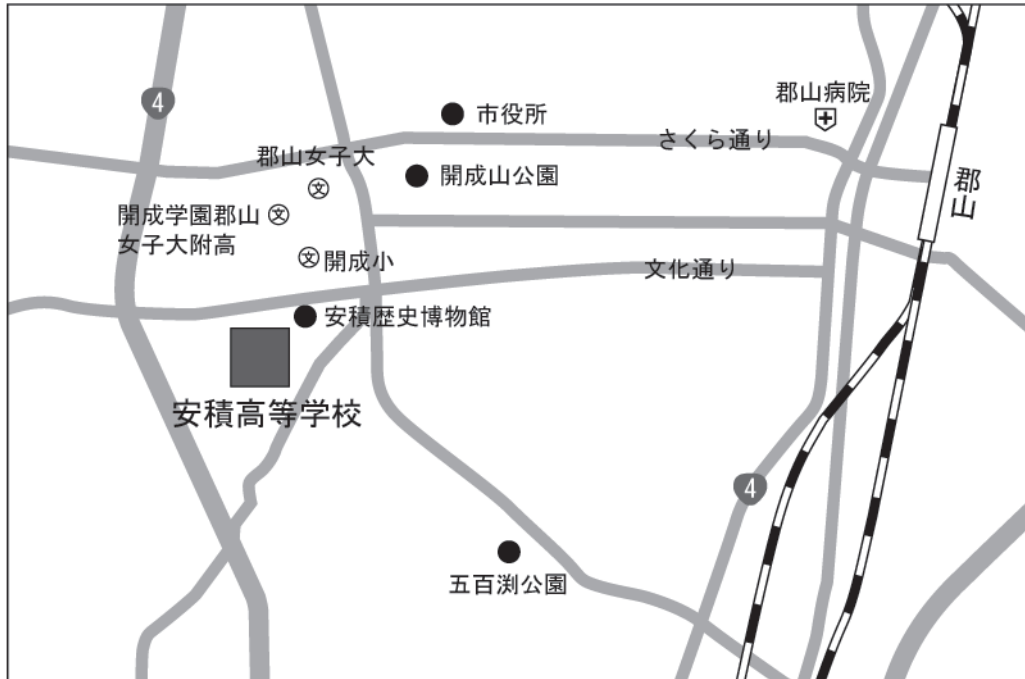 4
市役所
郡山病院
さくら通り
郡山女子大
開成山公園
郡山
文
開成学園郡山
女子大附高
文
文
開成小
文化通り
安積歴史博物館
安積高等学校
4
五百渕公園